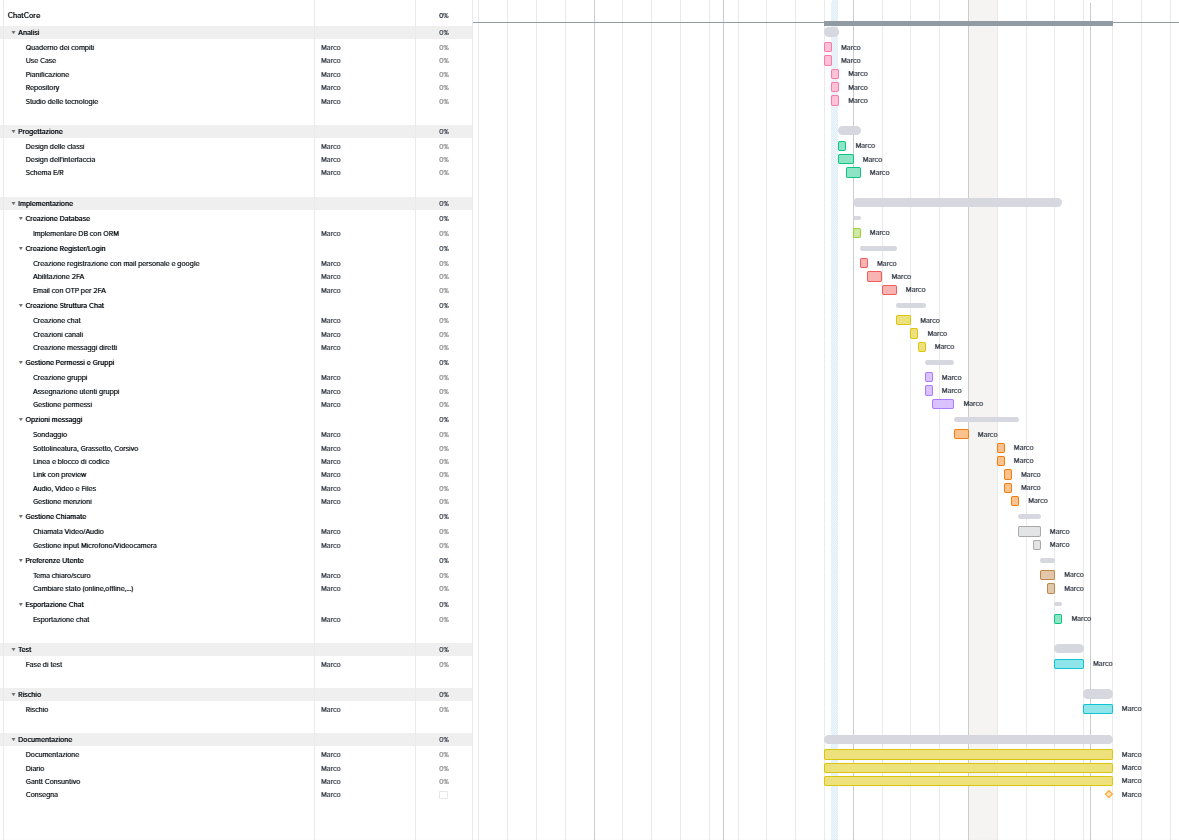 ChatCore 0%
Analisi 0%
Quaderno dei compiti Marco 0% Marco
Use Case Marco 0% Marco
Pianificazione Marco 0% Marco
Repository Marco 0% Marco
Studio delle tecnologie Marco 0% Marco
Progettazione 0%
Design delle classi Marco 0% Marco
Design dell'interfaccia Marco 0% Marco
Schema E/R Marco 0% Marco
Implementazione 0%
Creazione Database 0%
Implementare DB con ORM Marco 0% Marco
Creazione Register/Login 0%
Creazione registrazione con mail personale e google Marco 0% Marco
Abilitazione 2FA Marco 0% Marco
Email con OTP per 2FA Marco 0% Marco
Creazione Struttura Chat 0%
Creazione chat Marco 0% Marco
Creazioni canali Marco 0% Marco
Creazione messaggi diretti Marco 0% Marco
Gestione Permessi e Gruppi 0%
Creazione gruppi Marco 0% Marco
Assegnazione utenti gruppi Marco 0% Marco
Gestione permessi Marco 0% Marco
Opzioni messaggi 0%
Sondaggio Marco 0% Marco
Sottolineatura, Grassetto, Corsivo Marco 0% Marco
Linea e blocco di codice Marco 0% Marco
Link con preview Marco 0% Marco
Audio, Video e Files Marco 0% Marco
Gestione menzioni Marco 0% Marco
Gestione Chiamate 0%
Chiamata Video/Audio Marco 0% Marco
Gestione input Microfono/Videocamera Marco 0% Marco
Preferenze Utente 0%
Tema chiaro/scuro Marco 0% Marco
Cambiare stato (online,offline,...) Marco 0% Marco
Esportazione Chat 0%
Esportazione chat Marco 0% Marco
Test 0%
Fase di test Marco 0% Marco
Rischio 0%
Rischio Marco 0% Marco
Documentazione 0%
Documentazione Marco 0% Marco
Diario Marco 0% Marco
Gantt Consuntivo Marco 0% Marco
Consegna Marco Marco